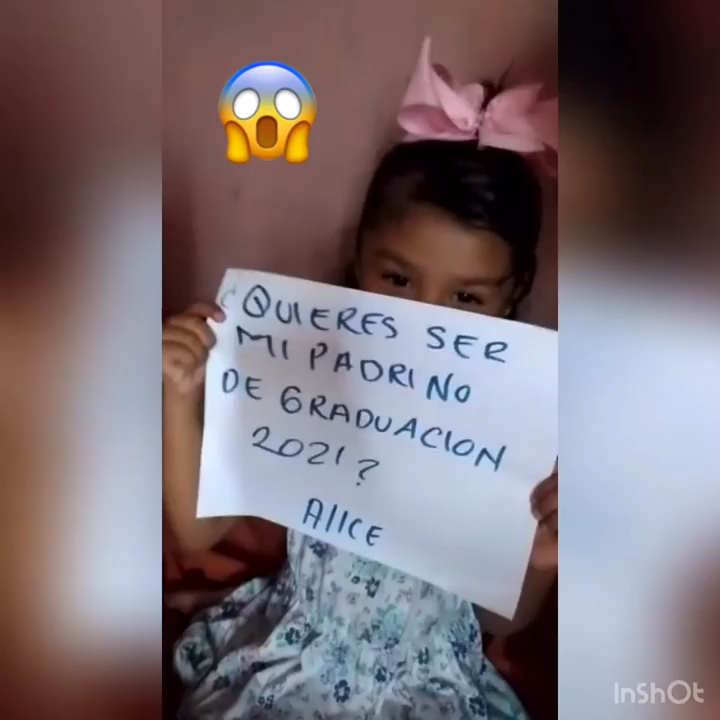 ¿QUIERES SER
MI PADRINO
DE GRADUACION
2021?
AlICE
InShOt